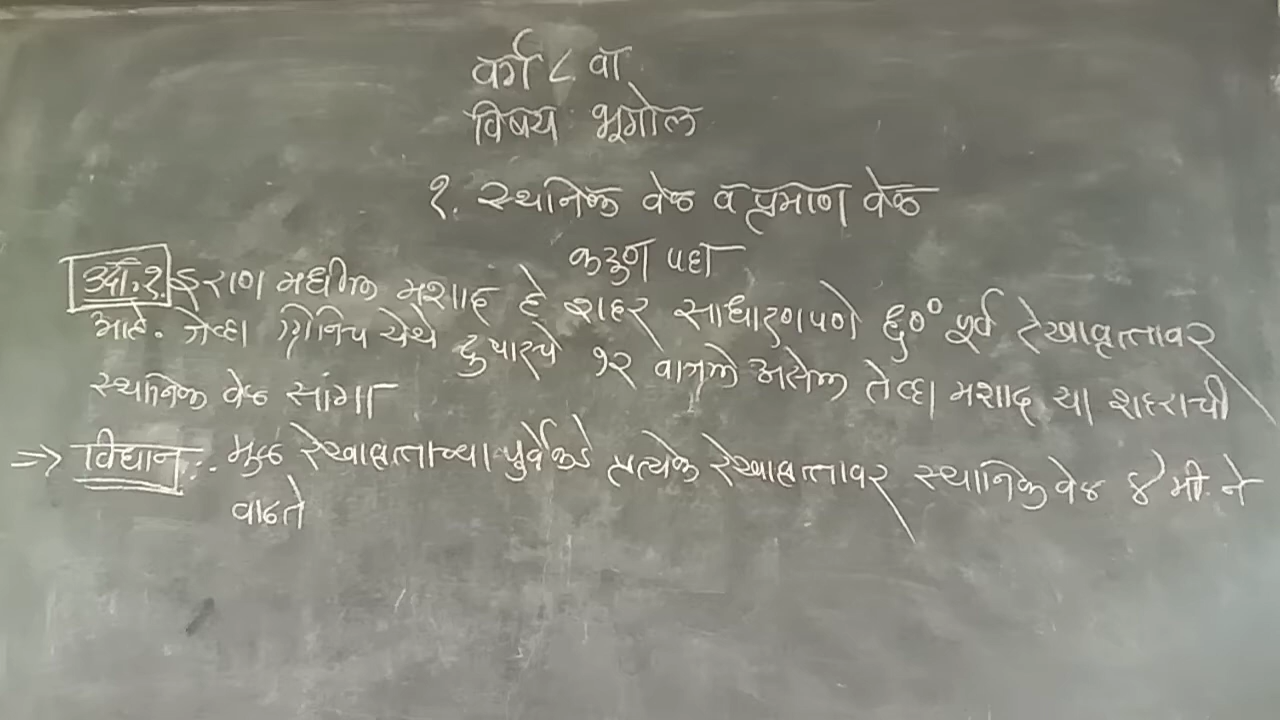 वर्ग ८ वा
विषय : भूगोल
१. स्थनिक वेळ व प्रमाण वेळ
करुण पहा
उदा. १. इराण मधील मशाद हे शहर साधारणपणे ६०° पूर्व रेखावृत्तावर
आहे. जेव्हा ग्रिनिच येथे दुपारचे १२ वाजले असेल तेव्हा मशाद या शहराची
स्थानिक वेळ सांगा
→ विधान :- मुळ रेखावृत्ताच्या पुर्वेकडे प्रत्येक रेखावृत्तावर स्थानिक वेळ ४ मी. ने
वाढते